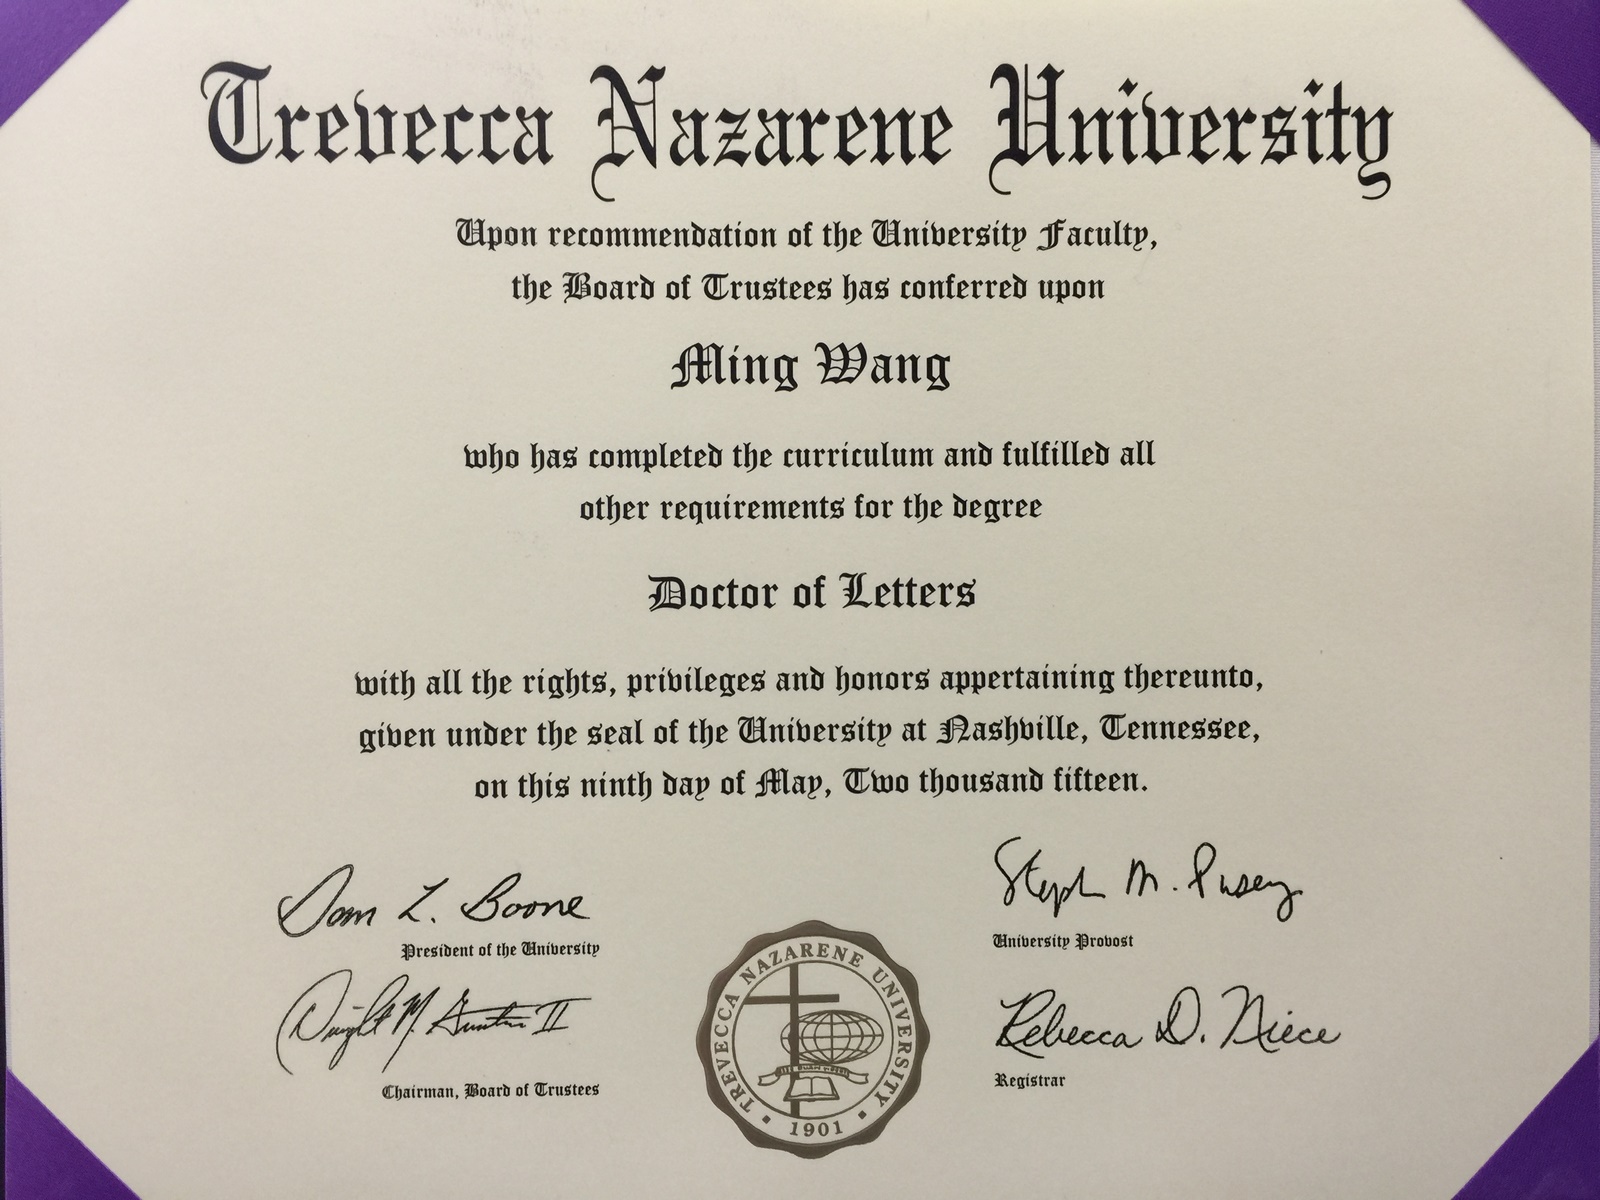 Trevecca Nazarene University
Upon recommendation of the University Faculty,
the Board of Trustees has conferred upon
Ming Wang
who has completed the curriculum and fulfilled all
other requirements for the degree
Doctor of Letters
with all the rights, privileges and honors appertaining thereunto,
given under the seal of the University at Nashville, Tennessee,
on this ninth day of May, Two thousand fifteen.
Dan L. Boone
President of the University
Steph M. Pusey
University Provost
Dwight M. Gunter II
Chairman, Board of Trustees
Rebecca D. Niece
Registrar
TREVECCA NAZARENE UNIVERSITY
1901